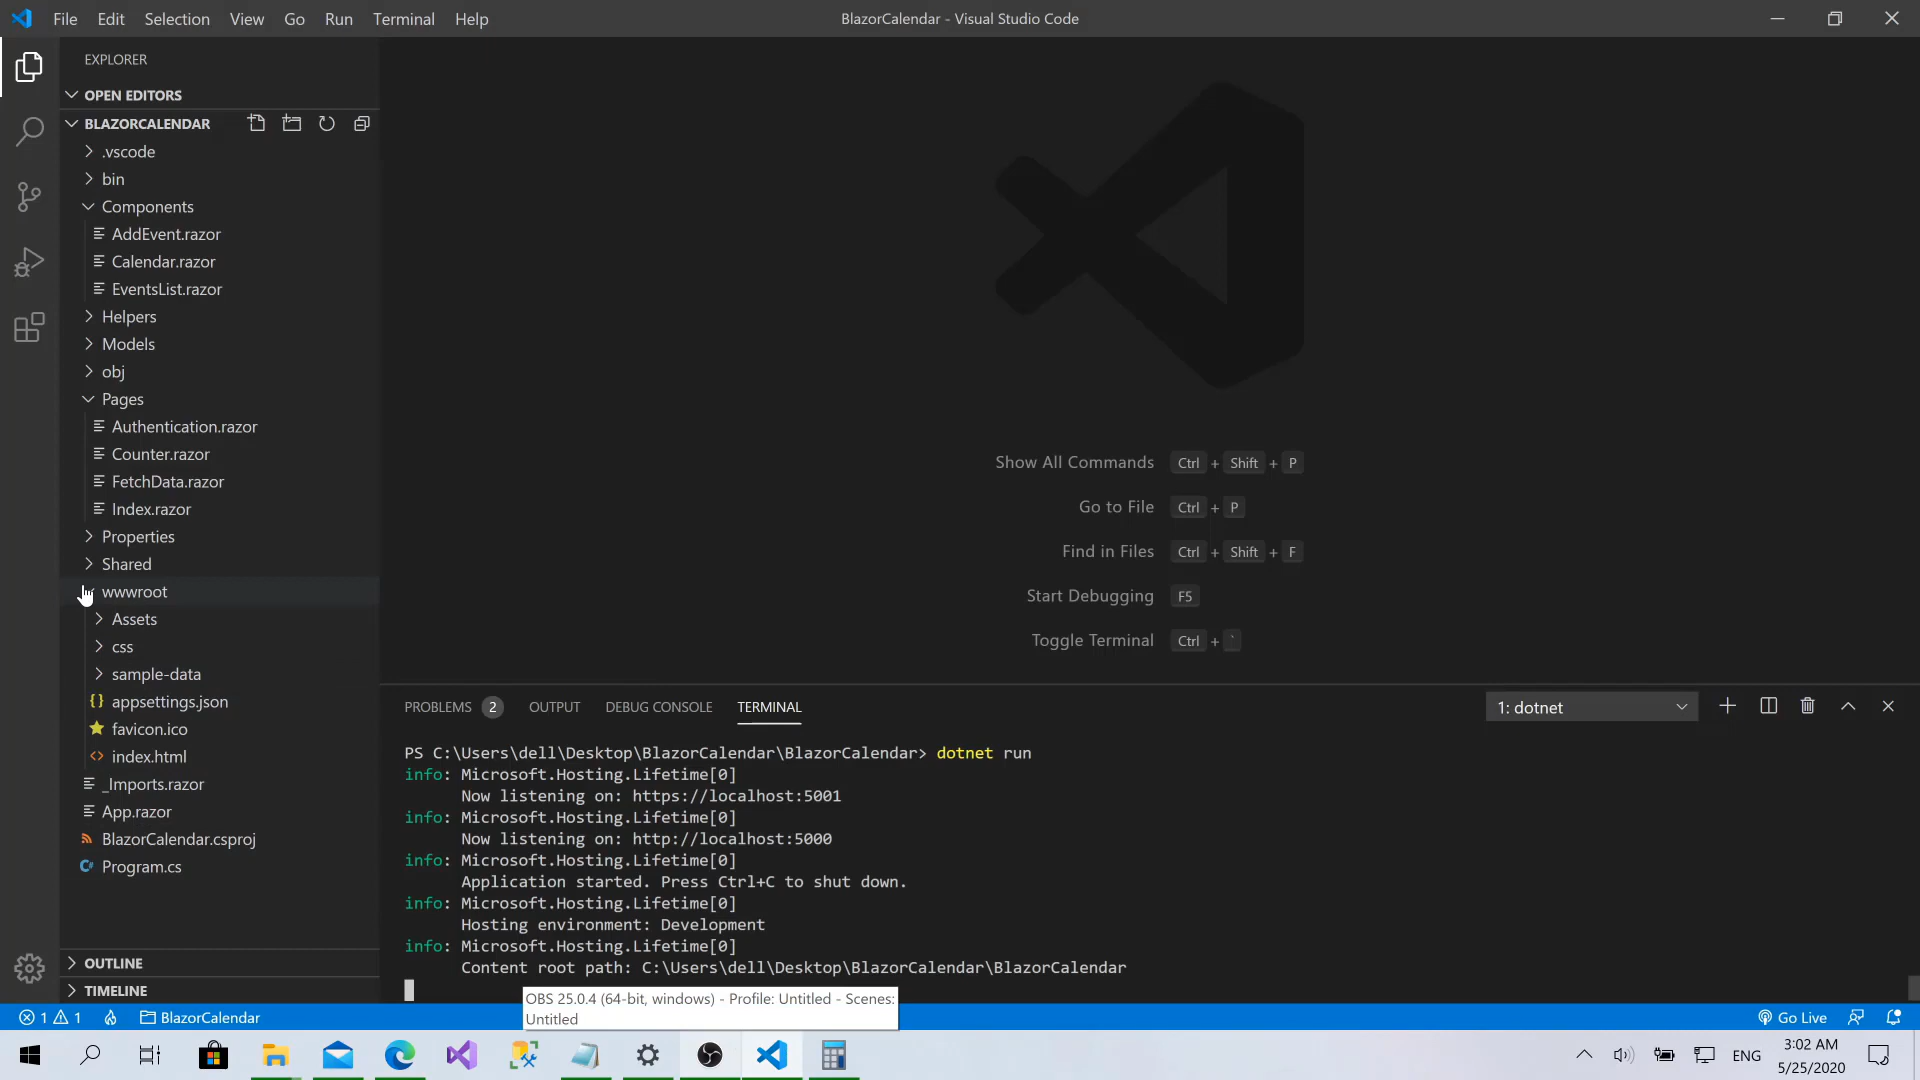 File Edit Selection View Go Run Terminal Help
BlazorCalendar - Visual Studio Code
EXPLORER
OPEN EDITORS
BLAZORCALENDAR
.vscode
bin
Components
AddEvent.razor
Calendar.razor
EventsList.razor
Helpers
Models
obj
Pages
Authentication.razor
Counter.razor
FetchData.razor
Index.razor
Properties
Shared
wwwroot
Assets
css
sample-data
appsettings.json
favicon.ico
index.html
_Imports.razor
App.razor
BlazorCalendar.csproj
Program.cs
OUTLINE
TIMELINE
Show All Commands Ctrl + Shift + P
Go to File Ctrl + P
Find in Files Ctrl + Shift + F
Start Debugging F5
Toggle Terminal Ctrl + `
PROBLEMS 2 OUTPUT DEBUG CONSOLE TERMINAL
1: dotnet
PS C:\Users\dell\Desktop\BlazorCalendar\BlazorCalendar> dotnet run
info: Microsoft.Hosting.Lifetime[0]
Now listening on: https://localhost:5001
info: Microsoft.Hosting.Lifetime[0]
Now listening on: http://localhost:5000
info: Microsoft.Hosting.Lifetime[0]
Application started. Press Ctrl+C to shut down.
info: Microsoft.Hosting.Lifetime[0]
Hosting environment: Development
info: Microsoft.Hosting.Lifetime[0]
Content root path: C:\Users\dell\Desktop\BlazorCalendar\BlazorCalendar
OBS 25.0.4 (64-bit, windows) - Profile: Untitled - Scenes:
Untitled
1 1 BlazorCalendar
Go Live
ENG
3:02 AM
5/25/2020